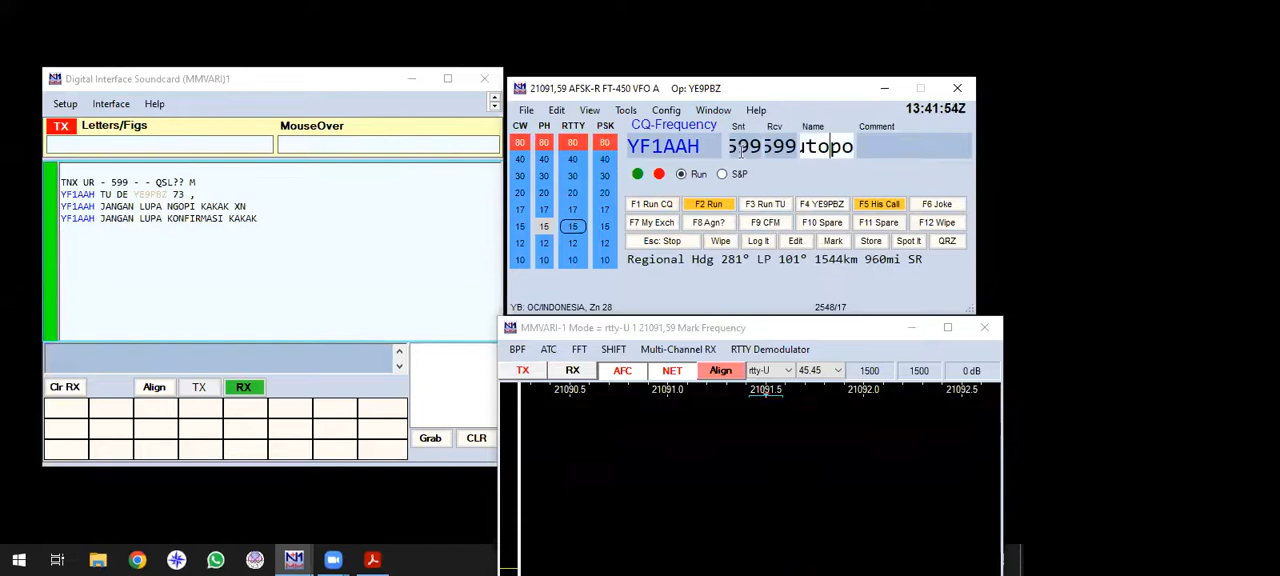 Digital Interface Soundcard (MMVARI)1
Setup Interface Help
TX Letters/Figs MouseOver
TNX UR - 599 - - QSL?? M
YF1AAH TU DE YE9PBZ 73 ,
YF1AAH JANGAN LUPA NGOPI KAKAK XN
YF1AAH JANGAN LUPA KONFIRMASI KAKAK
Clr RX Align TX RX
Grab CLR
21091,59 AFSK-R FT-450 VFO A Op: YE9PBZ
File Edit View Tools Config Window Help 13:41:54Z
CW PH RTTY PSK
80 80 80 80
40 40 40 40
30 30 30 30
20 20 20 20
17 17 17 17
15 15 15 15
12 12 12 12
10 10 10 10
CQ-Frequency Snt Rcv Name Comment
YF1AAH 599 599 utopo
Run S&P
F1 Run CQ F2 Run F3 Run TU F4 YE9PBZ F5 His Call F6 Joke
F7 My Exch F8 Agn? F9 CFM F10 Spare F11 Spare F12 Wipe
Esc: Stop Wipe Log It Edit Mark Store Spot It QRZ
Regional Hdg 281° LP 101° 1544km 960mi SR
YB: OC/INDONESIA, Zn 28 2548/17
MMVARI-1 Mode = rtty-U 1 21091,59 Mark Frequency
BPF ATC FFT SHIFT Multi-Channel RX RTTY Demodulator
TX RX AFC NET Align rtty-U 45.45 1500 1500 0 dB
21090.5 21091.0 21091.5 21092.0 21092.5